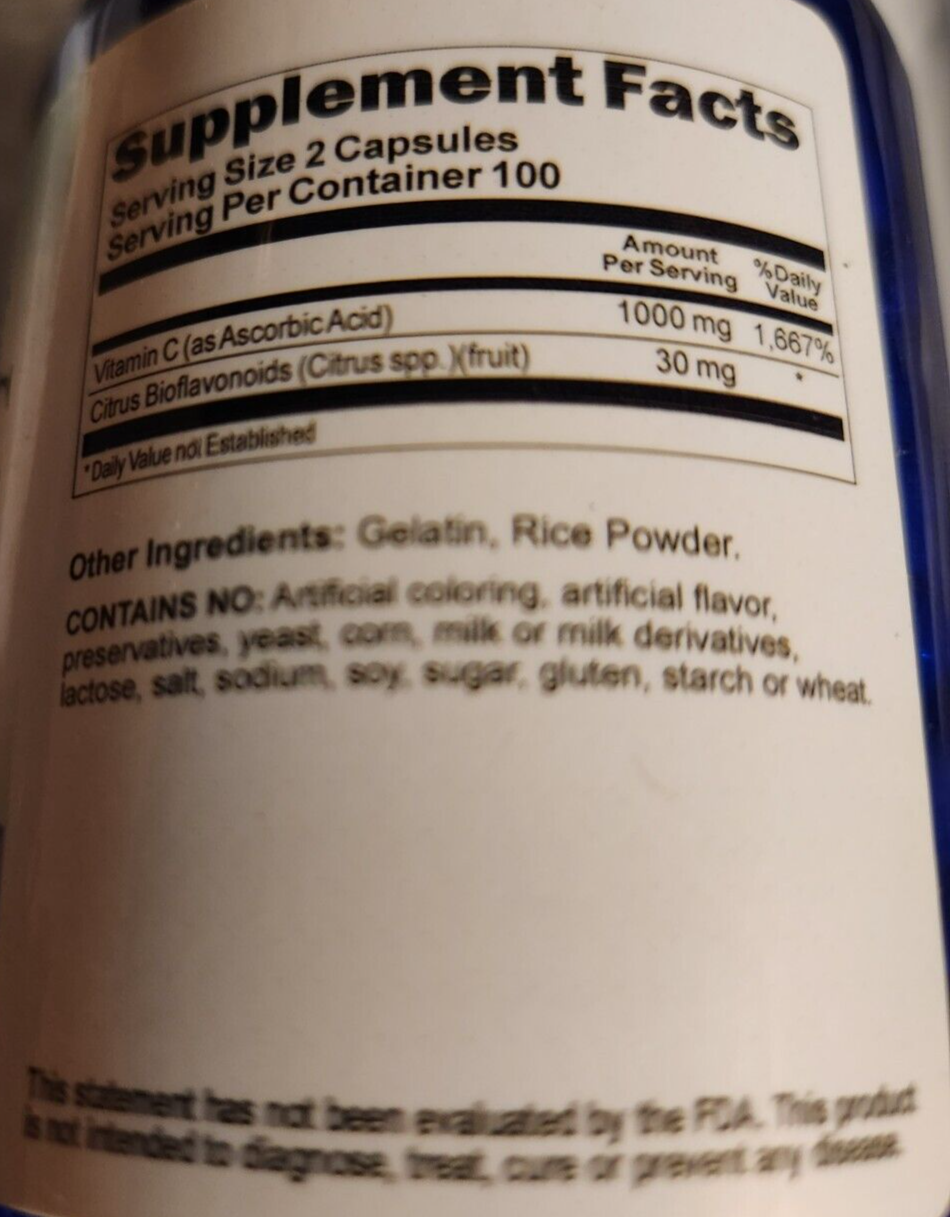 Supplement Facts
Serving Size 2 Capsules
Serving Per Container 100
Amount Per Serving %Daily Value
Vitamin C (as Ascorbic Acid) 1000 mg 1,667%
Citrus Bioflavonoids (Citrus spp.)(fruit) 30 mg *
*Daily Value not Established
Other Ingredients: Gelatin, Rice Powder.
CONTAINS NO: Artificial coloring, artificial flavor,
preservatives, yeast, corn, milk or milk derivatives,
lactose, salt, sodium, soy, sugar, gluten, starch or wheat.
This statement has not been evaluated by the FDA. This product
is not intended to diagnose, treat, cure or prevent any disease.